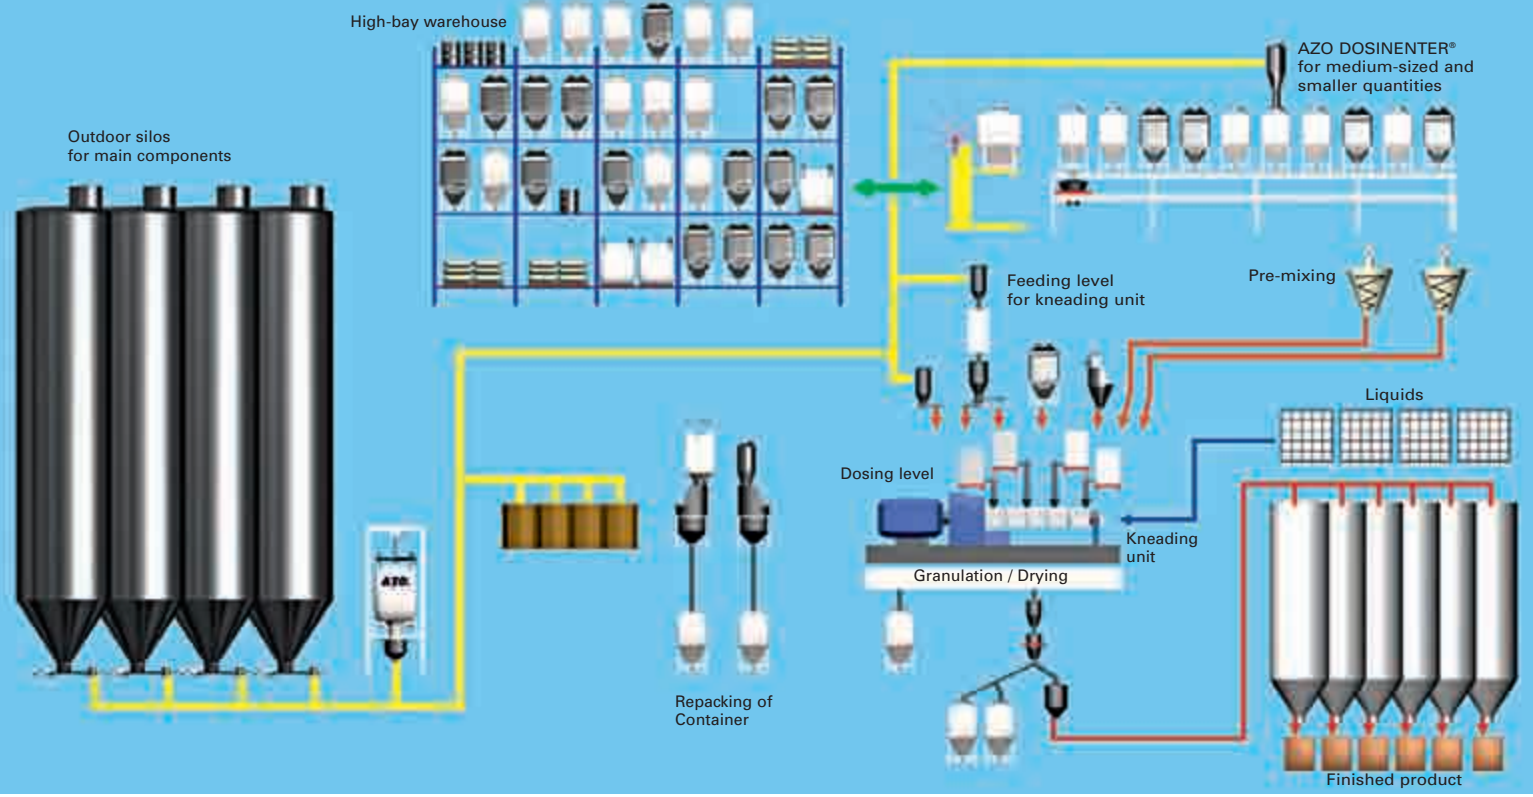 High-bay warehouse
AZO DOSINENTER®
for medium-sized and
smaller quantities
Outdoor silos
for main components
Feeding level
for kneading unit
Pre-mixing
Liquids
Dosing level
Kneading
unit
Granulation / Drying
AZO.
Repacking of
Container
Finished product